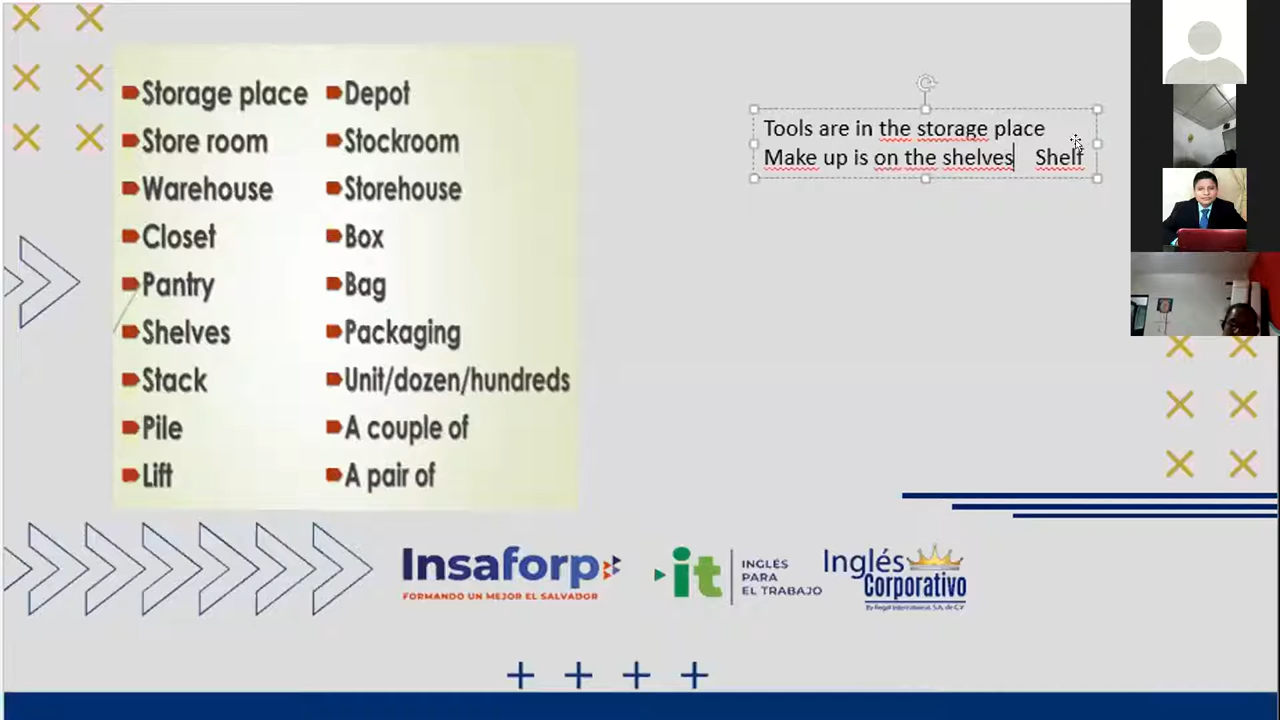 Storage place
Store room
Warehouse
Closet
Pantry
Shelves
Stack
Pile
Lift
Depot
Stockroom
Storehouse
Box
Bag
Packaging
Unit/dozen/hundreds
A couple of
A pair of
Tools are in the storage place
Make up is on the shelves Shelf
Insaforp
FORMANDO UN MEJOR EL SALVADOR
it
INGLÉS
PARA
EL TRABAJO
Inglés
Corporativo
By Regal International, S.A. de C.V